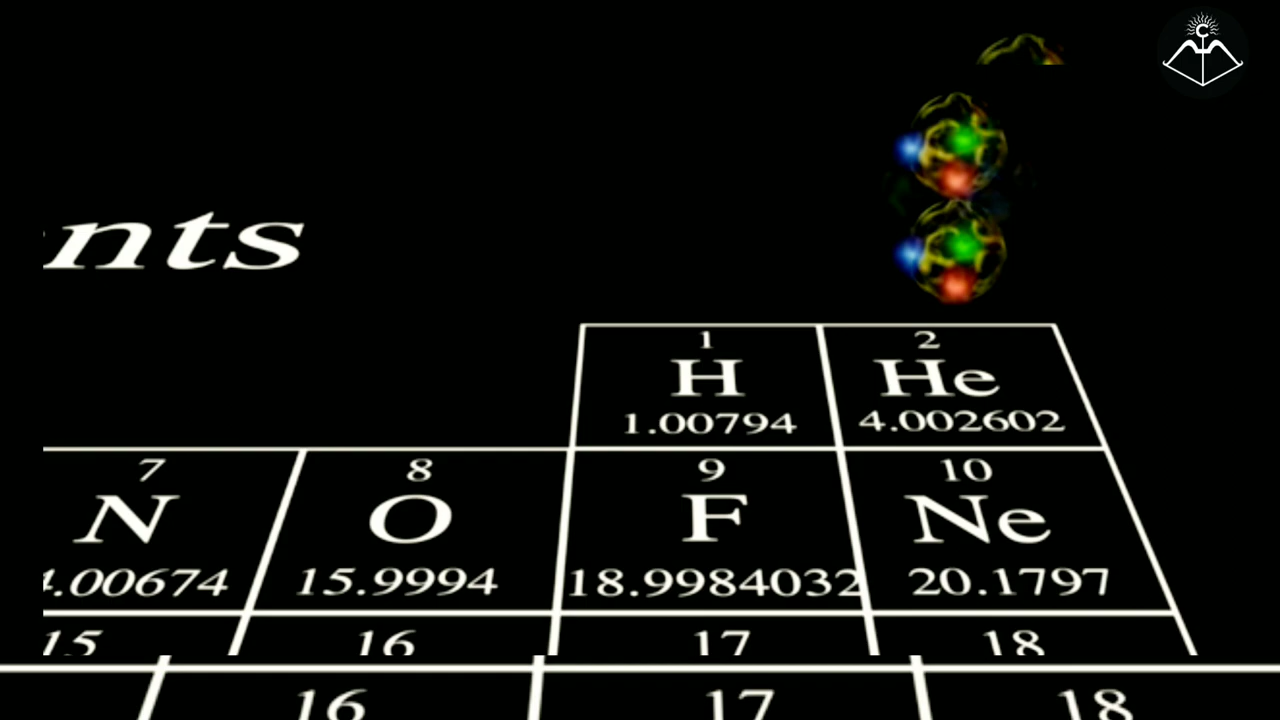 C
nts
1 2
H He
1.00794 4.002602
7 8 9 10
N O F Ne
4.00674 15.9994 18.9984032 20.1797
15 16 17 18
16 17 18